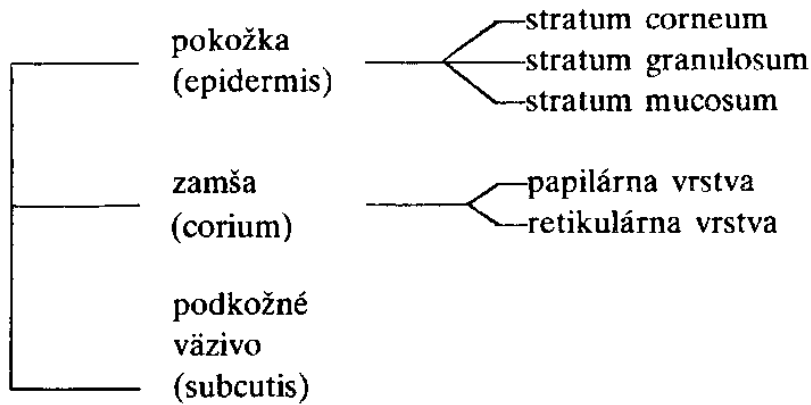 pokožka
(epidermis)
stratum corneum
stratum granulosum
stratum mucosum
zamša
(corium)
papilárna vrstva
retikulárna vrstva
podkožné
väzivo
(subcutis)